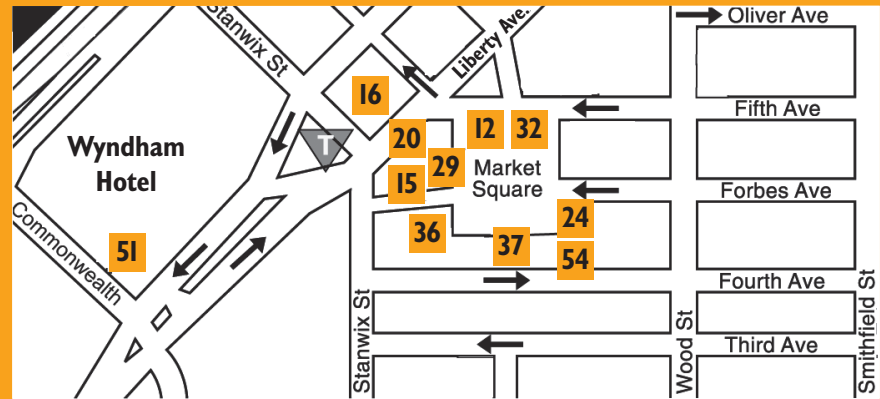 Stanwix St
Liberty Ave.
Oliver Ave
16
Fifth Ave
T
20
12
32
Wyndham
Hotel
29
Market
Square
15
Forbes Ave
Commonwealth
51
36
37
24
54
Fourth Ave
Stanwix St
Wood St
Smithfield St
Third Ave